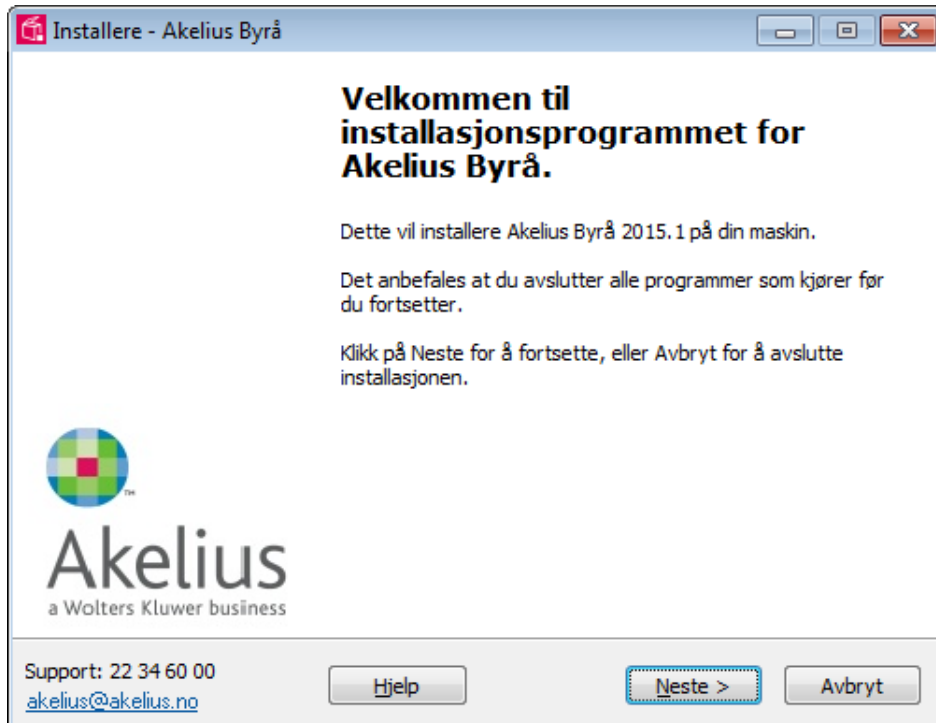 Installere - Akelius Byrå
Velkommen til
installasjonsprogrammet for
Akelius Byrå.
Dette vil installere Akelius Byrå 2015.1 på din maskin.
Det anbefales at du avslutter alle programmer som kjører før
du fortsetter.
Klikk på Neste for å fortsette, eller Avbryt for å avslutte
installasjonen.
TM
Akelius
a Wolters Kluwer business
Support: 22 34 60 00
akelius@akelius.no
Hjelp
Neste >
Avbryt